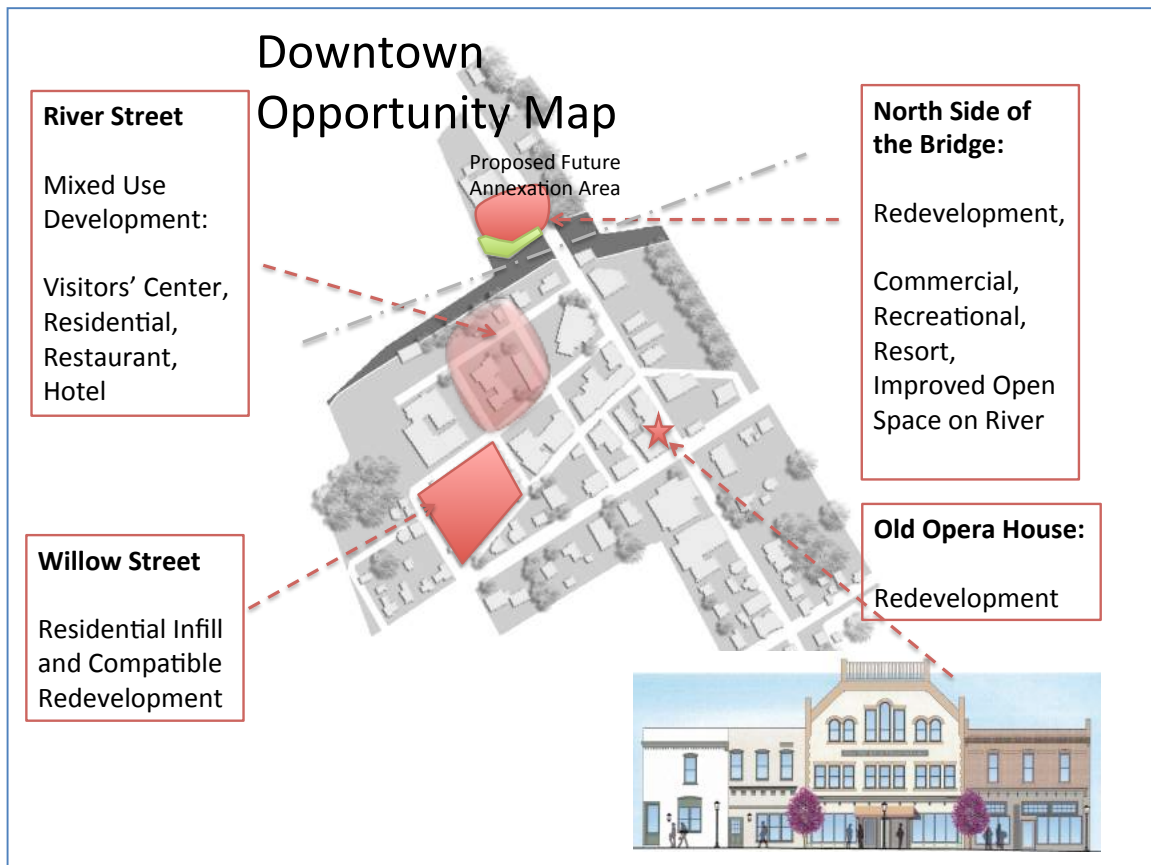 Downtown
Opportunity Map
River Street
Mixed Use
Development:
Visitors’ Center,
Residential,
Restaurant,
Hotel
Proposed Future
Annexation Area
North Side of
the Bridge:
Redevelopment,
Commercial,
Recreational,
Resort,
Improved Open
Space on River
Willow Street
Residential Infill
and Compatible
Redevelopment
Old Opera House:
Redevelopment